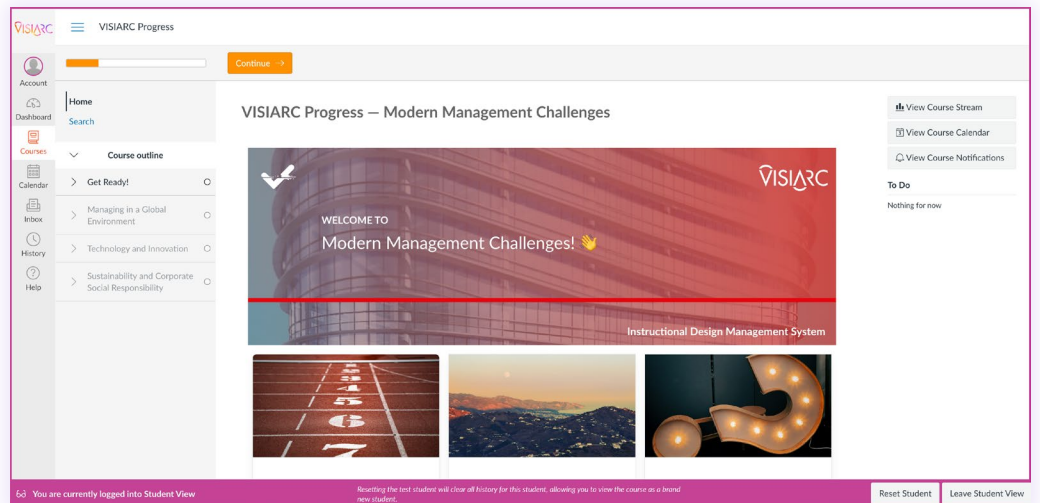 VISIARC
VISIARC Progress
Continue →
Account
Dashboard
Courses
Calendar
Inbox
History
Help
Home
Search
Course outline
Get Ready!
Managing in a Global
Environment
Technology and Innovation
Sustainability and Corporate
Social Responsibility
VISIARC Progress — Modern Management Challenges
VISIARC
WELCOME TO
Modern Management Challenges! 👋
Instructional Design Management System
View Course Stream
View Course Calendar
View Course Notifications
To Do
Nothing for now
You are currently logged into Student View
Resetting the test student will clear all history for this student, allowing you to view the course as a brand
new student.
Reset Student
Leave Student View